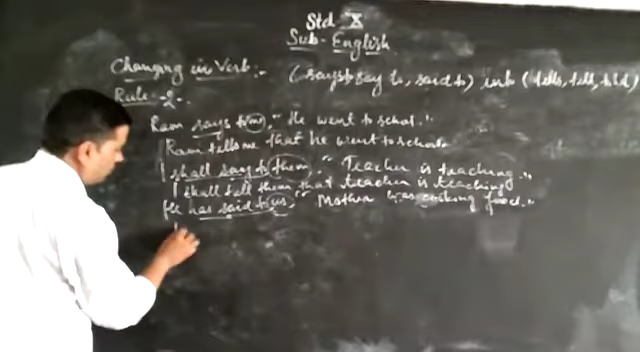 Std - X
Sub - English
Changing in Verb :- (says to, say to, said to) into (tells, tell, told)
Rule :- 2 -
Ram says to me, "He went to school."
Ram tells me that he went to school.
I shall say to them, "Teacher is teaching."
I shall tell them that teacher is teaching
He has said to us, "Mother was cooking food."